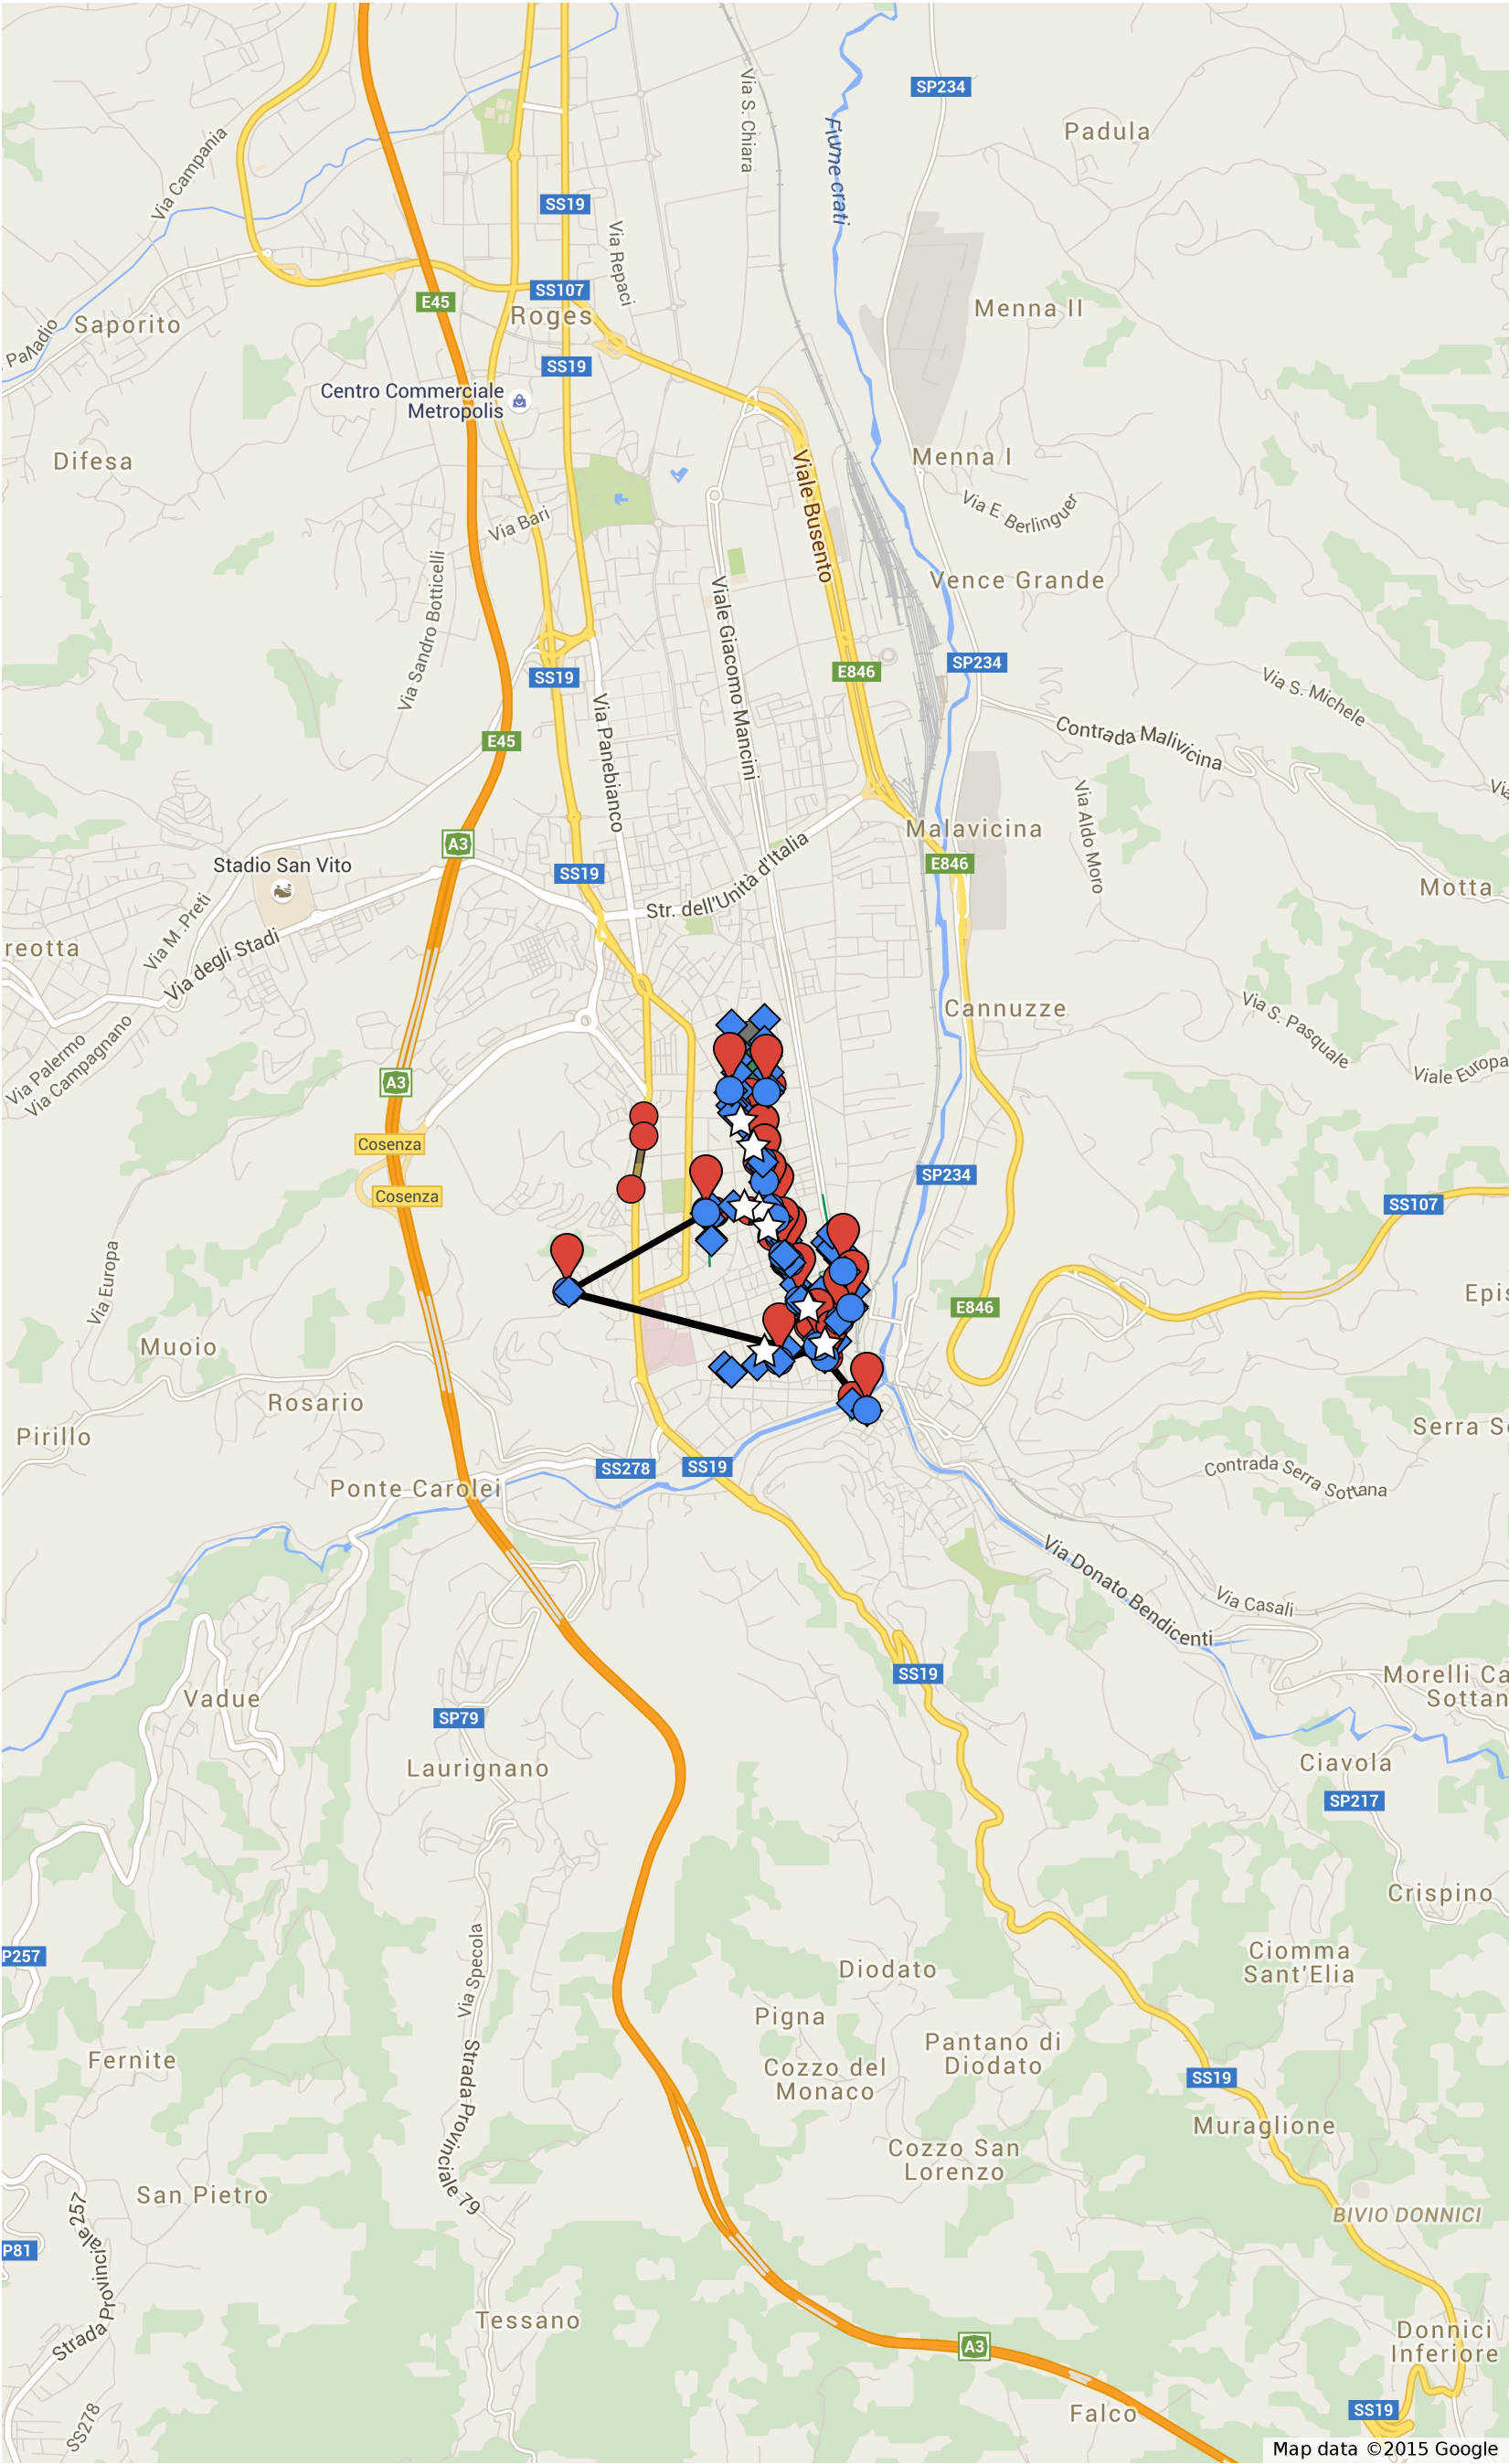 SP234
Padula
Via S. Chiara
Fiume crati
Via Campania
SS19
Via Repaci
SS107
E45
Roges
Menna II
Saporito
SS19
Centro Commerciale
Metropolis
Difesa
Menna I
Viale Busento
Via E Berlinguer
Via Bari
Vence Grande
Via Sandro Botticelli
Viale Giacomo Mancini
SP234
E846
SS19
Via S. Michele
Via Panebianco
E45
Contrada Malivicina
Via Aldo Moro
Malavicina
A3
Str. dell'Unità d'Italia
Stadio San Vito
E846
SS19
Motta
Via M. Preti
reotta
Via degli Stadi
Cannuzze
Via S. Pasquale
Via Palermo
Via Campagnano
Viale Europa
A3
Cosenza
SP234
Cosenza
SS107
Via Europa
Epis
E846
Muoio
Rosario
Serra So
Pirillo
SS278
SS19
Contrada Serra Sottana
Ponte Carolei
Via Donato Bendicenti
Via Casali
SS19
Morelli Ca
Sottan
Vadue
SP79
Ciavola
Laurignano
SP217
Crispino
Via Specola
P257
Ciomma
Sant'Elia
Diodato
Pigna
Pantano di
Diodato
Fernite
Cozzo del
Monaco
SS19
Strada Provinciale 79
Muraglione
Cozzo San
Lorenzo
San Pietro
BIVIO DONNICI
P81
Strada Provinciale 257
Tessano
Donnici
Inferiore
A3
SS278
Falco
SS19
Map data ©2015 Google